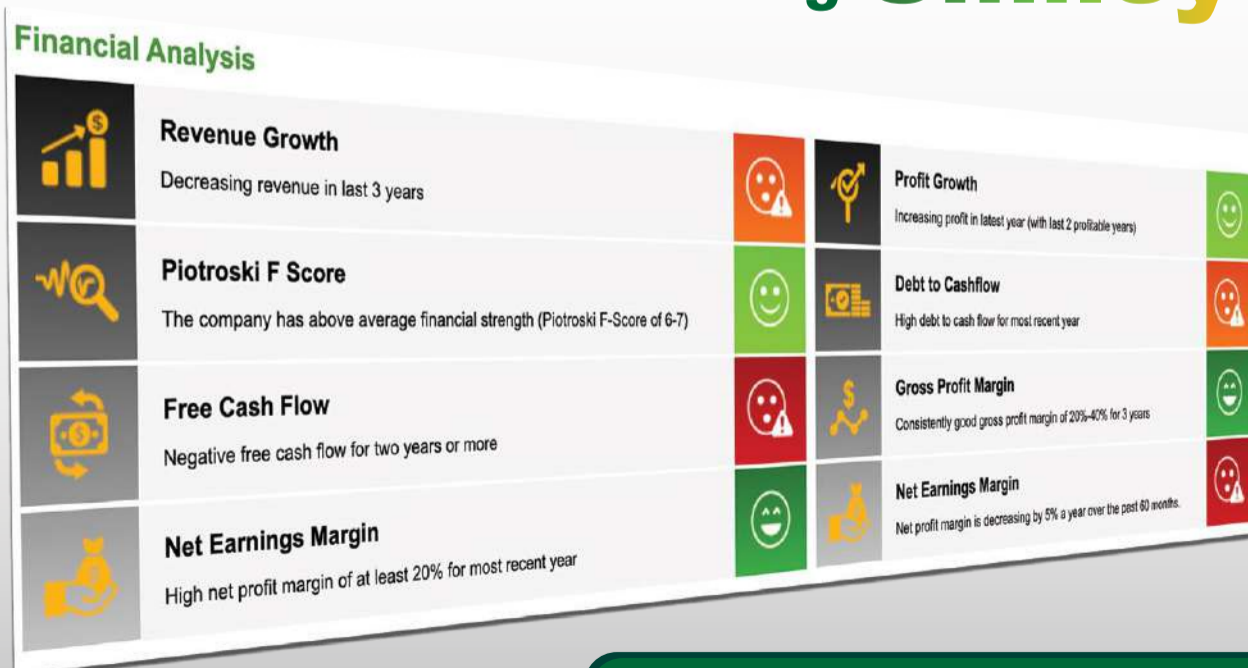 Financial Analysis
Revenue Growth
Decreasing revenue in last 3 years
Piotroski F Score
The company has above average financial strength (Piotroski F-Score of 6-7)
Free Cash Flow
Negative free cash flow for two years or more
Net Earnings Margin
High net profit margin of at least 20% for most recent year
Profit Growth
Increasing profit in latest year (with last 2 profitable years)
Debt to Cashflow
High debt to cash flow for most recent year
Gross Profit Margin
Consistently good gross profit margin of 20%-40% for 3 years
Net Earnings Margin
Net profit margin is decreasing by 5% a year over the past 60 months.